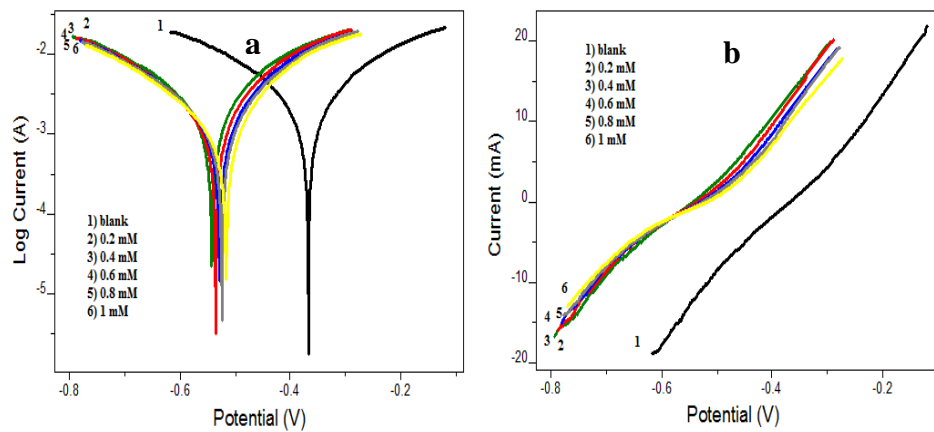 a
1
2
3
4
5
6
-2
-3
-4
-5
Log Current (A)
1) blank
2) 0.2 mM
3) 0.4 mM
4) 0.6 mM
5) 0.8 mM
6) 1 mM
-0.8 -0.6 -0.4 -0.2
Potential (V)
b
20
10
0
-10
-20
Current (mA)
1) blank
2) 0.2 mM
3) 0.4 mM
4) 0.6 mM
5) 0.8 mM
6) 1 mM
6
5
4
3 2
1
-0.8 -0.6 -0.4 -0.2
Potential (V)